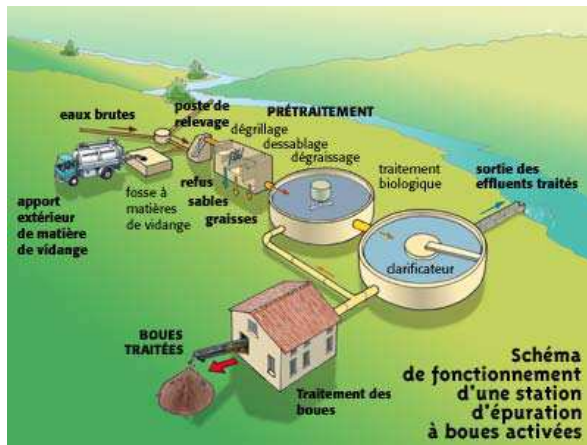 eaux brutes
poste de
relevage
PRÉTRAITEMENT
dégrillage
dessablage
dégraissage
traitement
biologique
sortie des
effluents traités
apport
extérieur
de matière
de vidange
fosse à
matières
de vidange
refus
sables
graisses
clarificateur
BOUES
TRAITÉES
Traitement des
boues
Schéma
de fonctionnement
d'une station
d'épuration
à boues activées